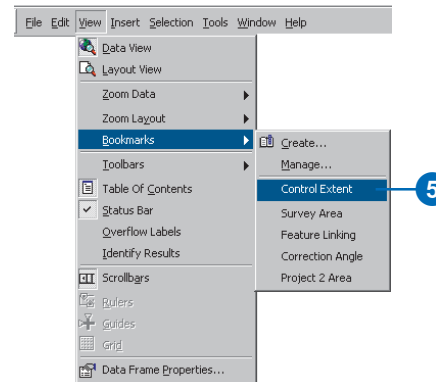 File Edit View Insert Selection Tools Window Help
Data View
Layout View
Zoom Data
Zoom Layout
Bookmarks
Toolbars
Table Of Contents
Status Bar
Overflow Labels
Identify Results
Scrollbars
Rulers
Guides
Grid
Data Frame Properties...
Create...
Manage...
Control Extent
Survey Area
Feature Linking
Correction Angle
Project 2 Area
5